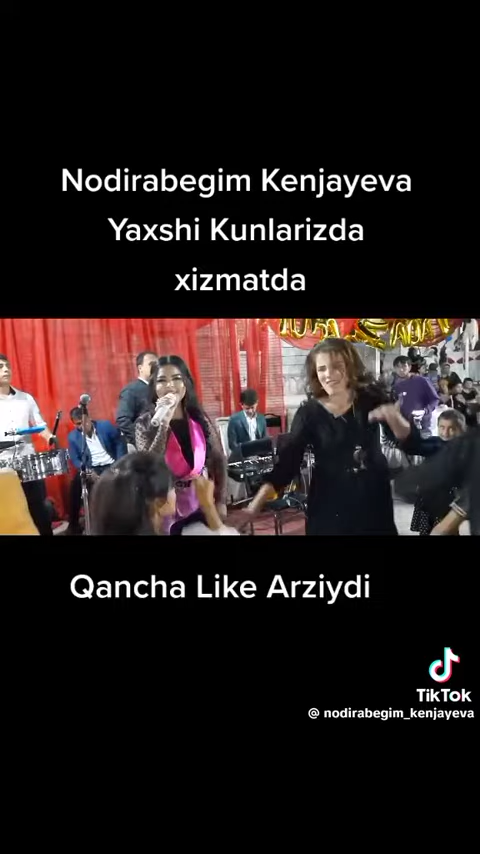 Nodirabegim Kenjayeva
Yaxshi Kunlarizda
xizmatda
Qancha Like Arziydi
TikTok
@ nodirabegim_kenjayeva